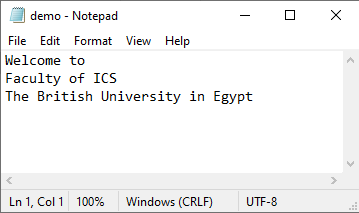 demo - Notepad
File Edit Format View Help
Welcome to
Faculty of ICS
The British University in Egypt
Ln 1, Col 1 100% Windows (CRLF) UTF-8